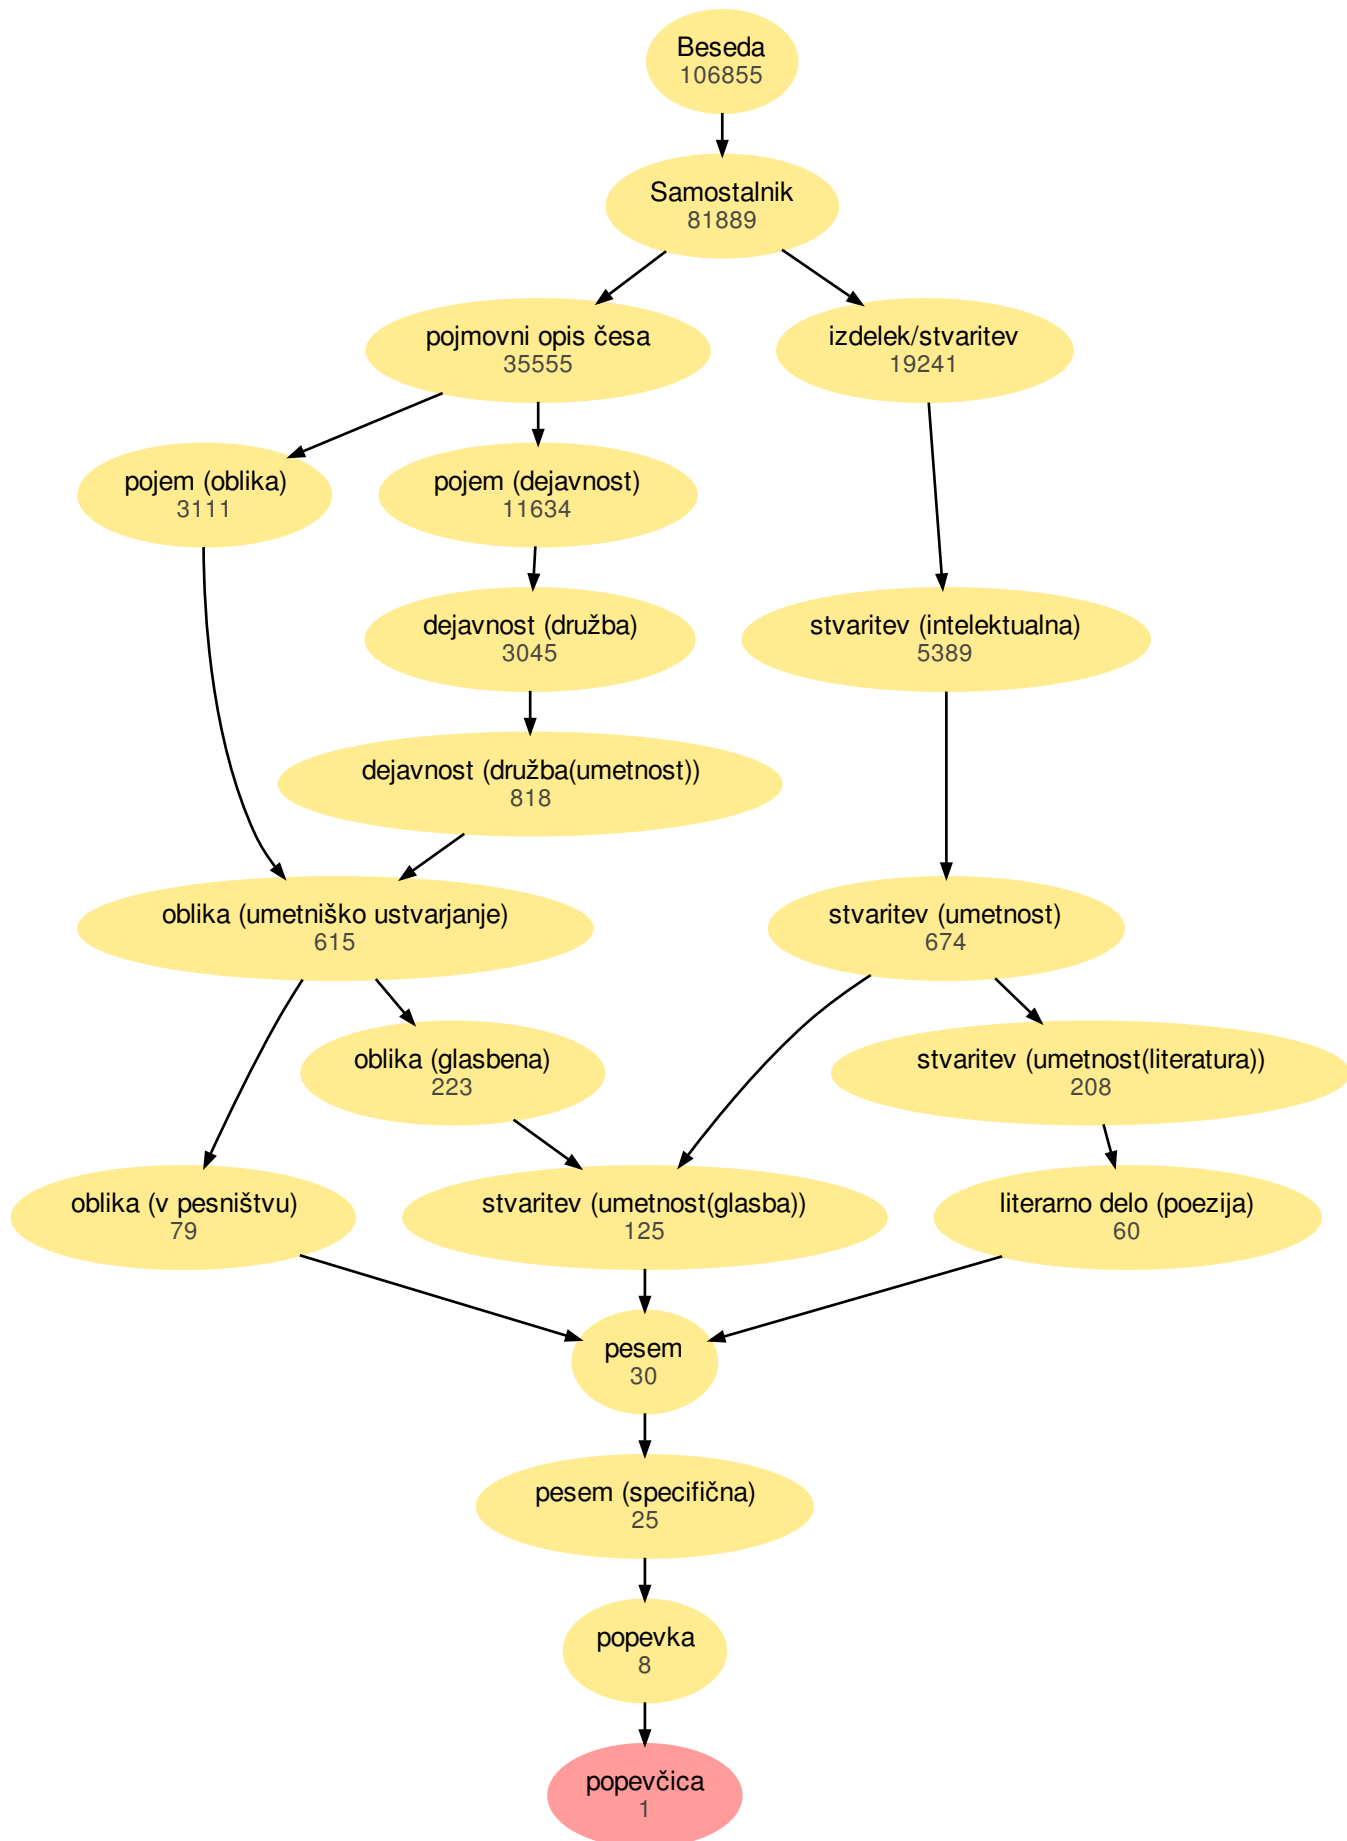 Beseda
106855
Samostalnik
81889
pojmovni opis česa
35555
izdelek/stvaritev
19241
pojem (oblika)
3111
pojem (dejavnost)
11634
dejavnost (družba)
3045
stvaritev (intelektualna)
5389
dejavnost (družba(umetnost))
818
oblika (umetniško ustvarjanje)
615
stvaritev (umetnost)
674
oblika (glasbena)
223
stvaritev (umetnost(literatura))
208
oblika (v pesništvu)
79
stvaritev (umetnost(glasba))
125
literarno delo (poezija)
60
pesem
30
pesem (specifična)
25
popevka
8
popevčica
1